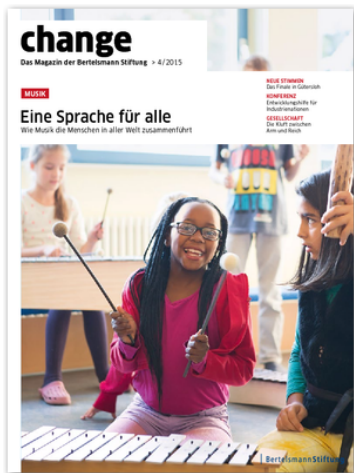 change
Das Magazin der Bertelsmann Stiftung > 4/2015
NEUE STIMMEN
Das Finale in Gütersloh
KONFERENZ
Entwicklungshilfe für
Industrienationen
GESELLSCHAFT
Die Kluft zwischen
Arm und Reich
MUSIK
Eine Sprache für alle
Wie Musik die Menschen in aller Welt zusammenführt
BertelsmannStiftung